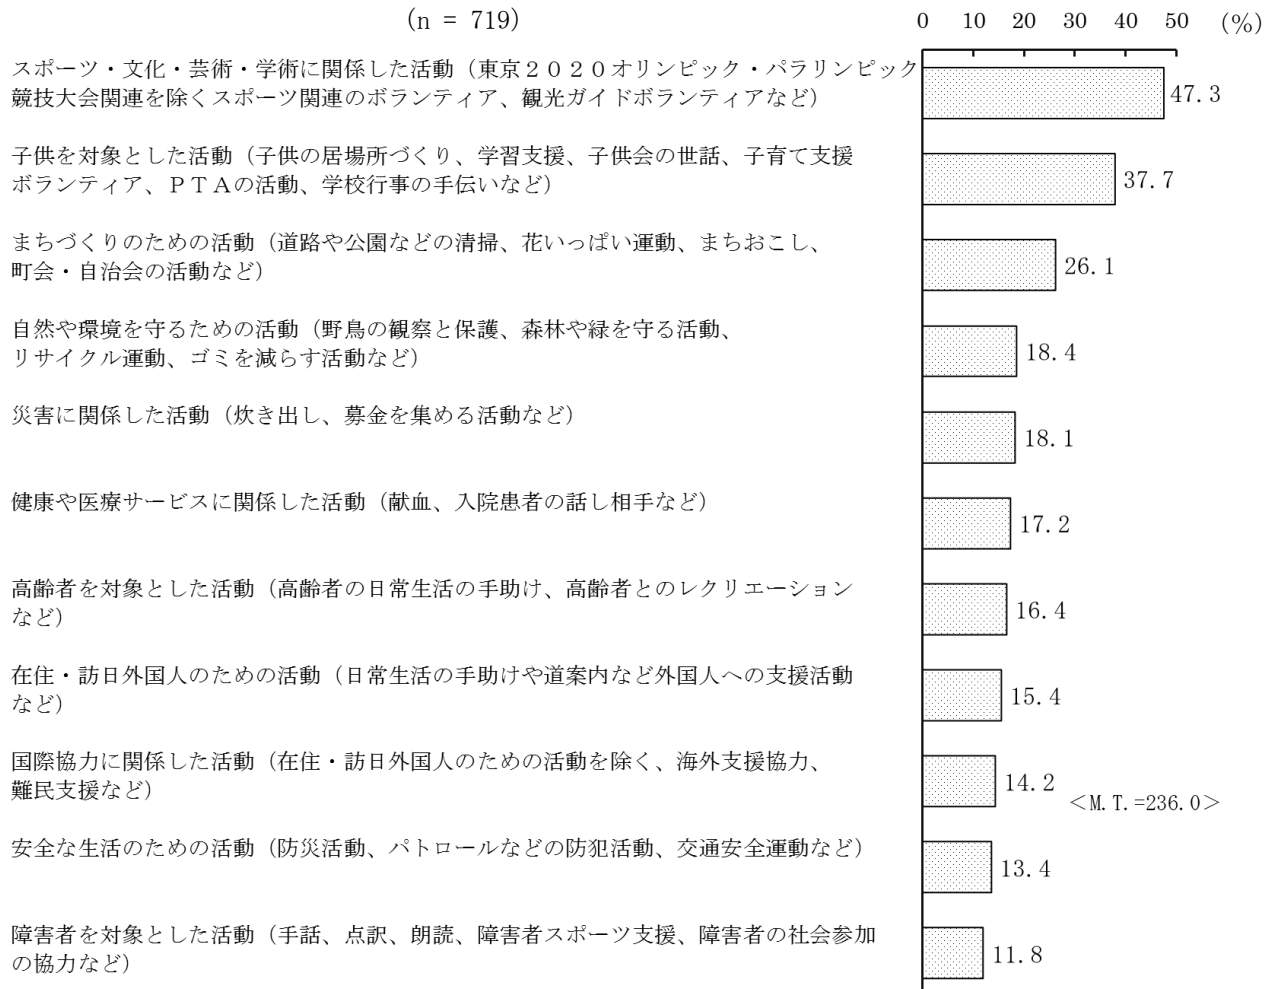 (n = 719)
0 10 20 30 40 50 (%)
スポーツ・文化・芸術・学術に関係した活動（東京２０２０オリンピック・パラリンピック
競技大会関連を除くスポーツ関連のボランティア、観光ガイドボランティアなど）
47.3
子供を対象とした活動（子供の居場所づくり、学習支援、子供会の世話、子育て支援
ボランティア、ＰＴＡの活動、学校行事の手伝いなど）
37.7
まちづくりのための活動（道路や公園などの清掃、花いっぱい運動、まちおこし、
町会・自治会の活動など）
26.1
自然や環境を守るための活動（野鳥の観察と保護、森林や緑を守る活動、
リサイクル運動、ゴミを減らす活動など）
18.4
災害に関係した活動（炊き出し、募金を集める活動など）
18.1
健康や医療サービスに関係した活動（献血、入院患者の話し相手など）
17.2
高齢者を対象とした活動（高齢者の日常生活の手助け、高齢者とのレクリエーション
など）
16.4
在住・訪日外国人のための活動（日常生活の手助けや道案内など外国人への支援活動
など）
15.4
国際協力に関係した活動（在住・訪日外国人のための活動を除く、海外支援協力、
難民支援など）
14.2
＜M.T.=236.0＞
安全な生活のための活動（防災活動、パトロールなどの防犯活動、交通安全運動など）
13.4
障害者を対象とした活動（手話、点訳、朗読、障害者スポーツ支援、障害者の社会参加
の協力など）
11.8